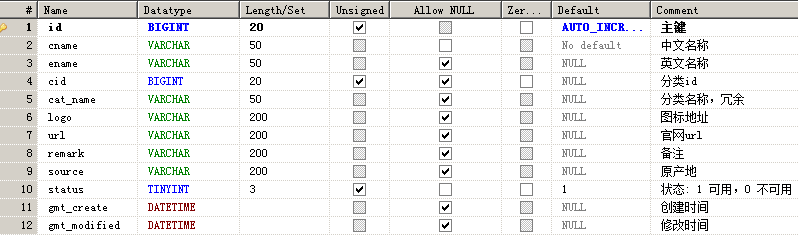 # Name Datatype Length/Set Unsigned Allow NULL Zer... Default Comment
1 id BIGINT 20 AUTO_INCR... 主键
2 cname VARCHAR 50 No default 中文名称
3 ename VARCHAR 50 NULL 英文名称
4 cid BIGINT 20 NULL 分类id
5 cat_name VARCHAR 50 NULL 分类名称，冗余
6 logo VARCHAR 200 NULL 图标地址
7 url VARCHAR 200 NULL 官网url
8 remark VARCHAR 200 NULL 备注
9 source VARCHAR 200 NULL 原产地
10 status TINYINT 3 1 状态: 1 可用，0 不可用
11 gmt_create DATETIME NULL 创建时间
12 gmt_modified DATETIME NULL 修改时间